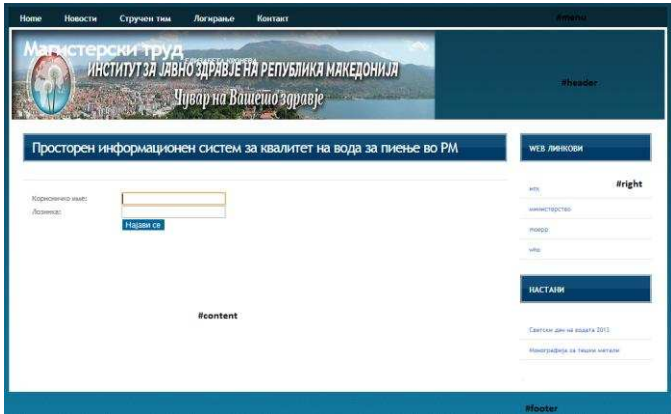 Home Новости Стручен тим Логирање Контакт #menu
Магистерски труд
ИНСТИТУТ ЗА ЈАВНО ЗДРАВЈЕ НА РЕПУБЛИКА МАКЕДОНИЈА
#header
Чувар на Вашето здравје
Просторен информационен систем за квалитет на вода за пиење во РМ
WEB ЛИНКОВИ
#right
Корисничко име:
министерство
Лозинка:
Најави се
moepp
who
НАСТАНИ
#content
Светски ден на водата 2013
Монографија за тешки метали
#footer